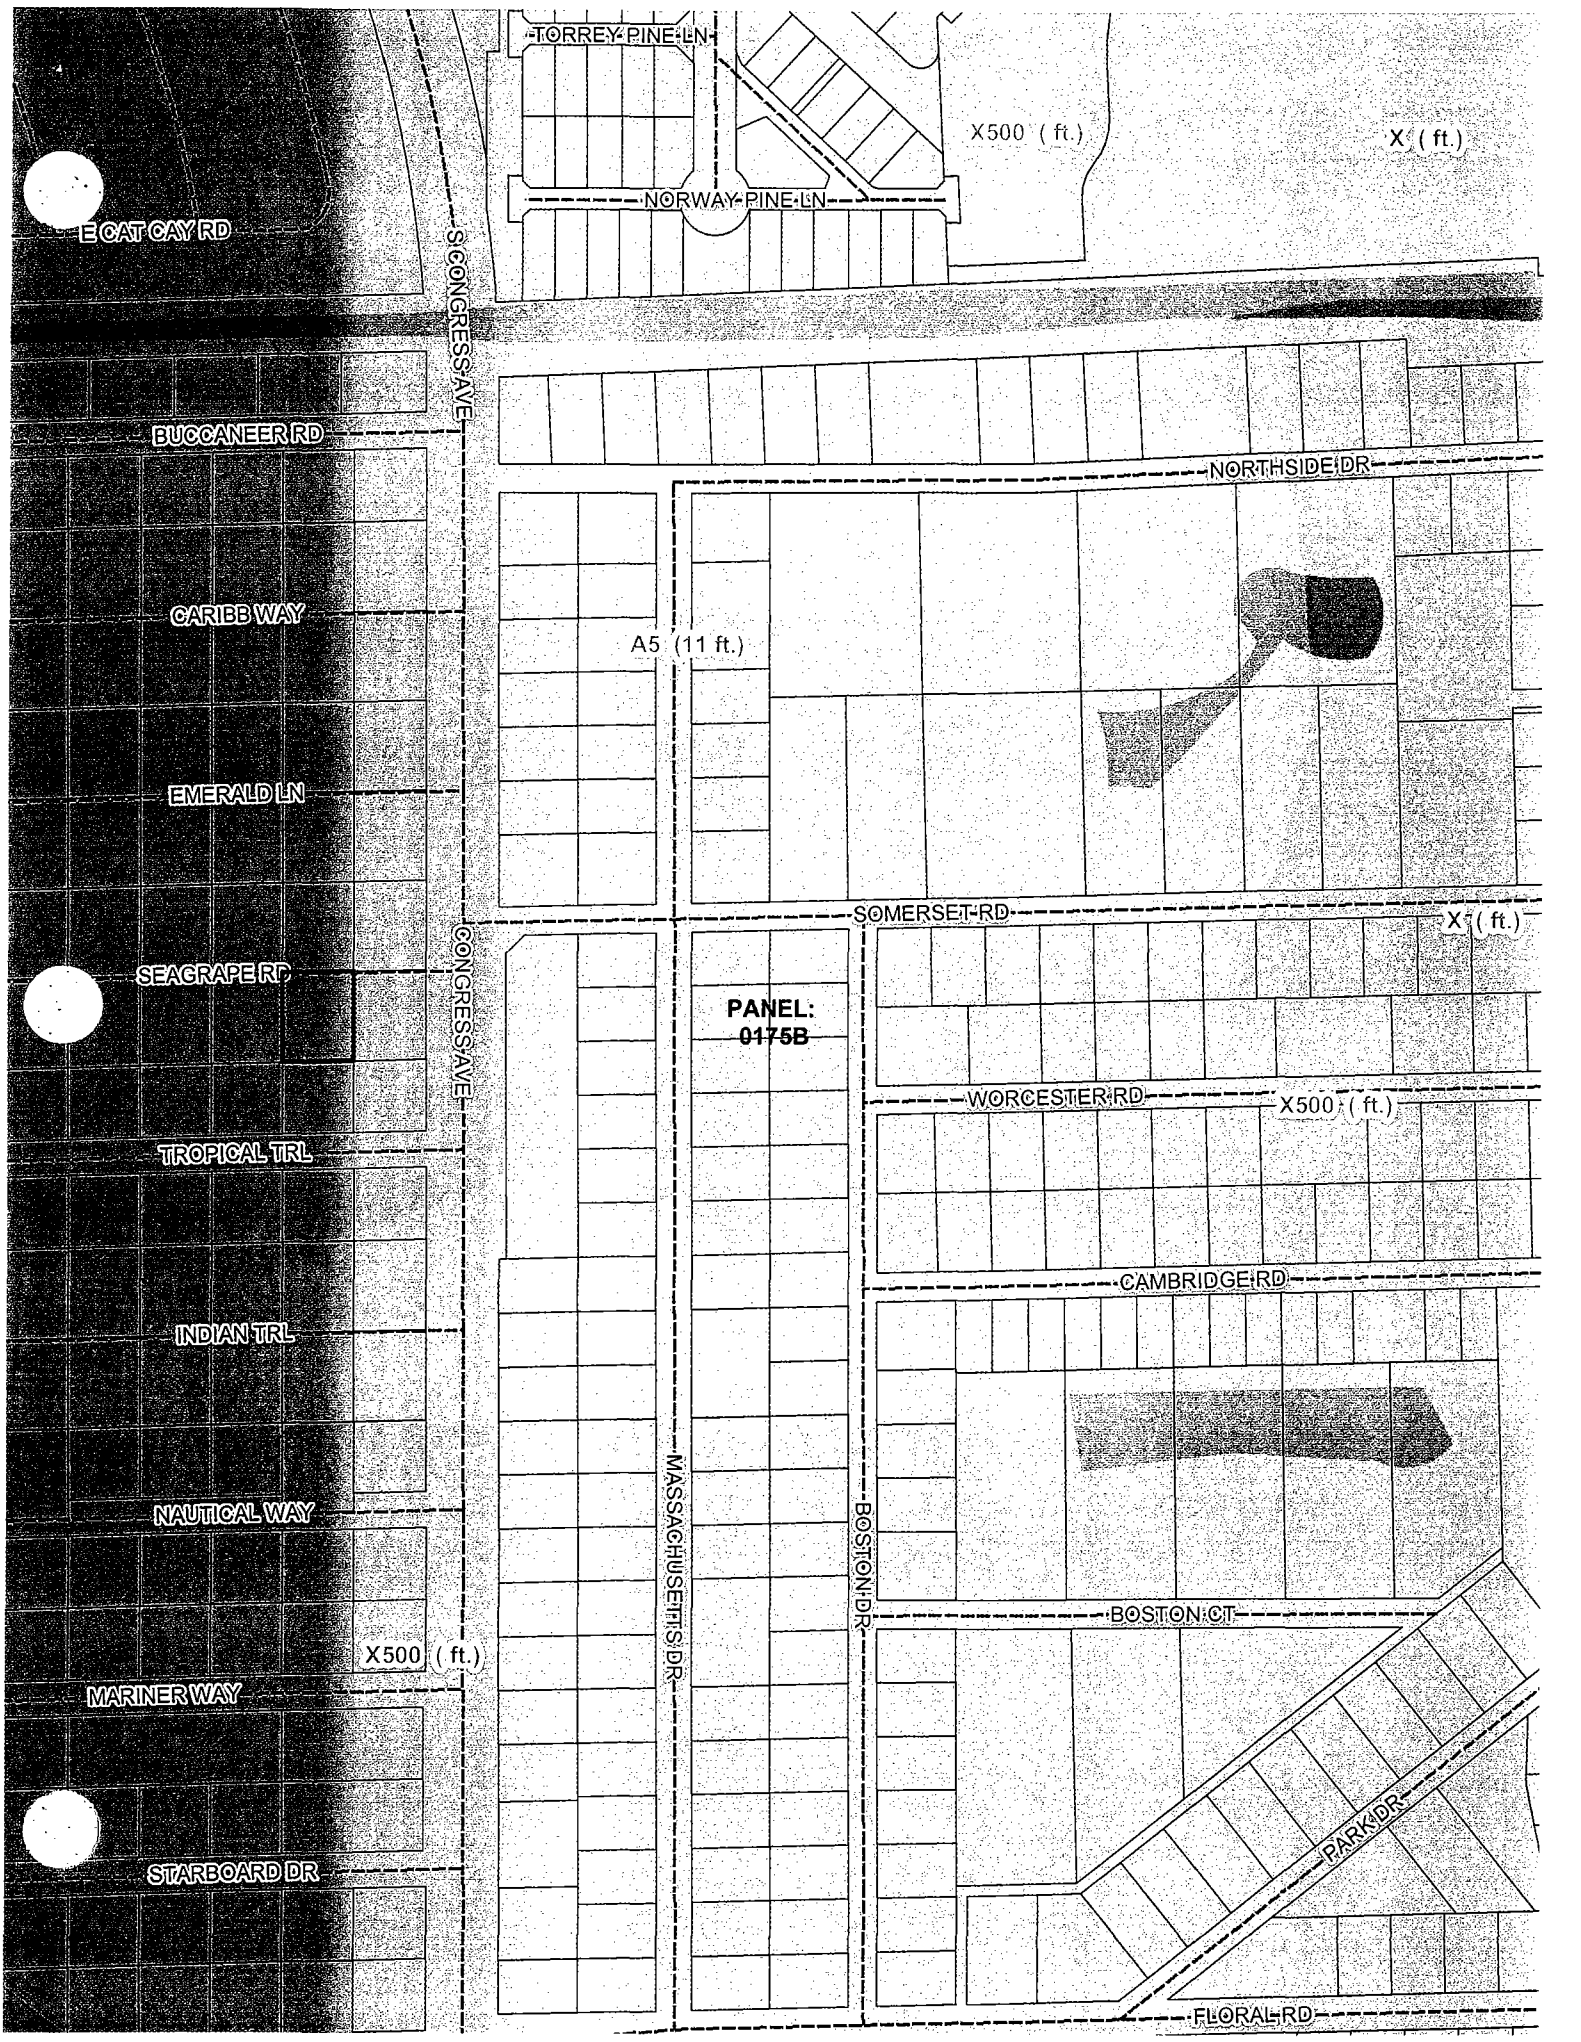 TORREY PINE LN
X500 ( ft.)
X ( ft.)
NORWAY PINE LN
E CAT CAY RD
S CONGRESS AVE
BUCCANEER RD
NORTHSIDE DR
CARIBB WAY
A5 (11 ft.)
EMERALD LN
SOMERSET RD
X ( ft.)
CONGRESS AVE
SEAGRAPE RD
PANEL:
0175B
WORCESTER RD
X500 ( ft.)
TROPICAL TRL
CAMBRIDGE RD
INDIAN TRL
MASSACHUSETTS DR
BOSTON DR
NAUTICAL WAY
BOSTON CT
X500 ( ft.)
MARINER WAY
PARK DR
STARBOARD DR
FLORAL RD